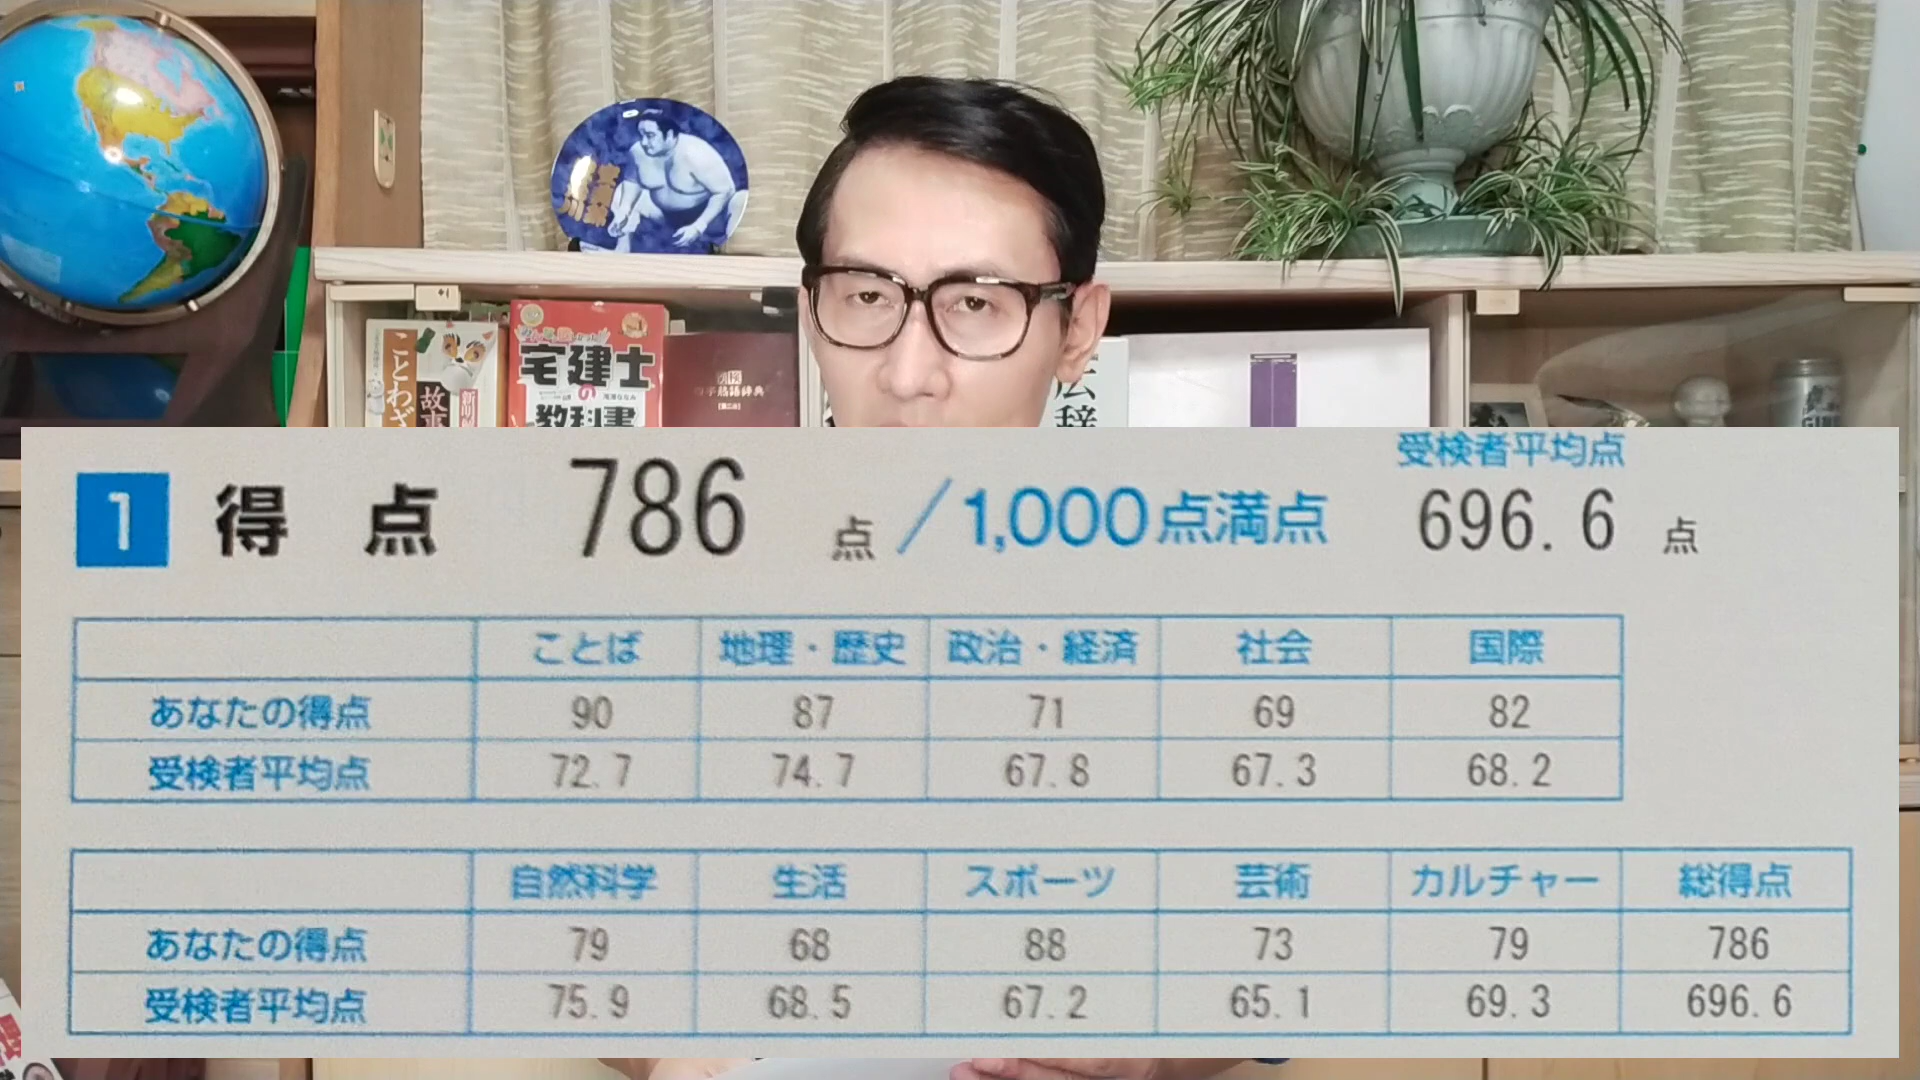 ことわざ
故事
宅建士
の
教科書
辞
受検者平均点
1 得点 786 点 / 1,000点満点 696.6 点
ことば 地理・歴史 政治・経済 社会 国際
あなたの得点 90 87 71 69 82
受検者平均点 72.7 74.7 67.8 67.3 68.2
自然科学 生活 スポーツ 芸術 カルチャー 総得点
あなたの得点 79 68 88 73 79 786
受検者平均点 75.9 68.5 67.2 65.1 69.3 696.6